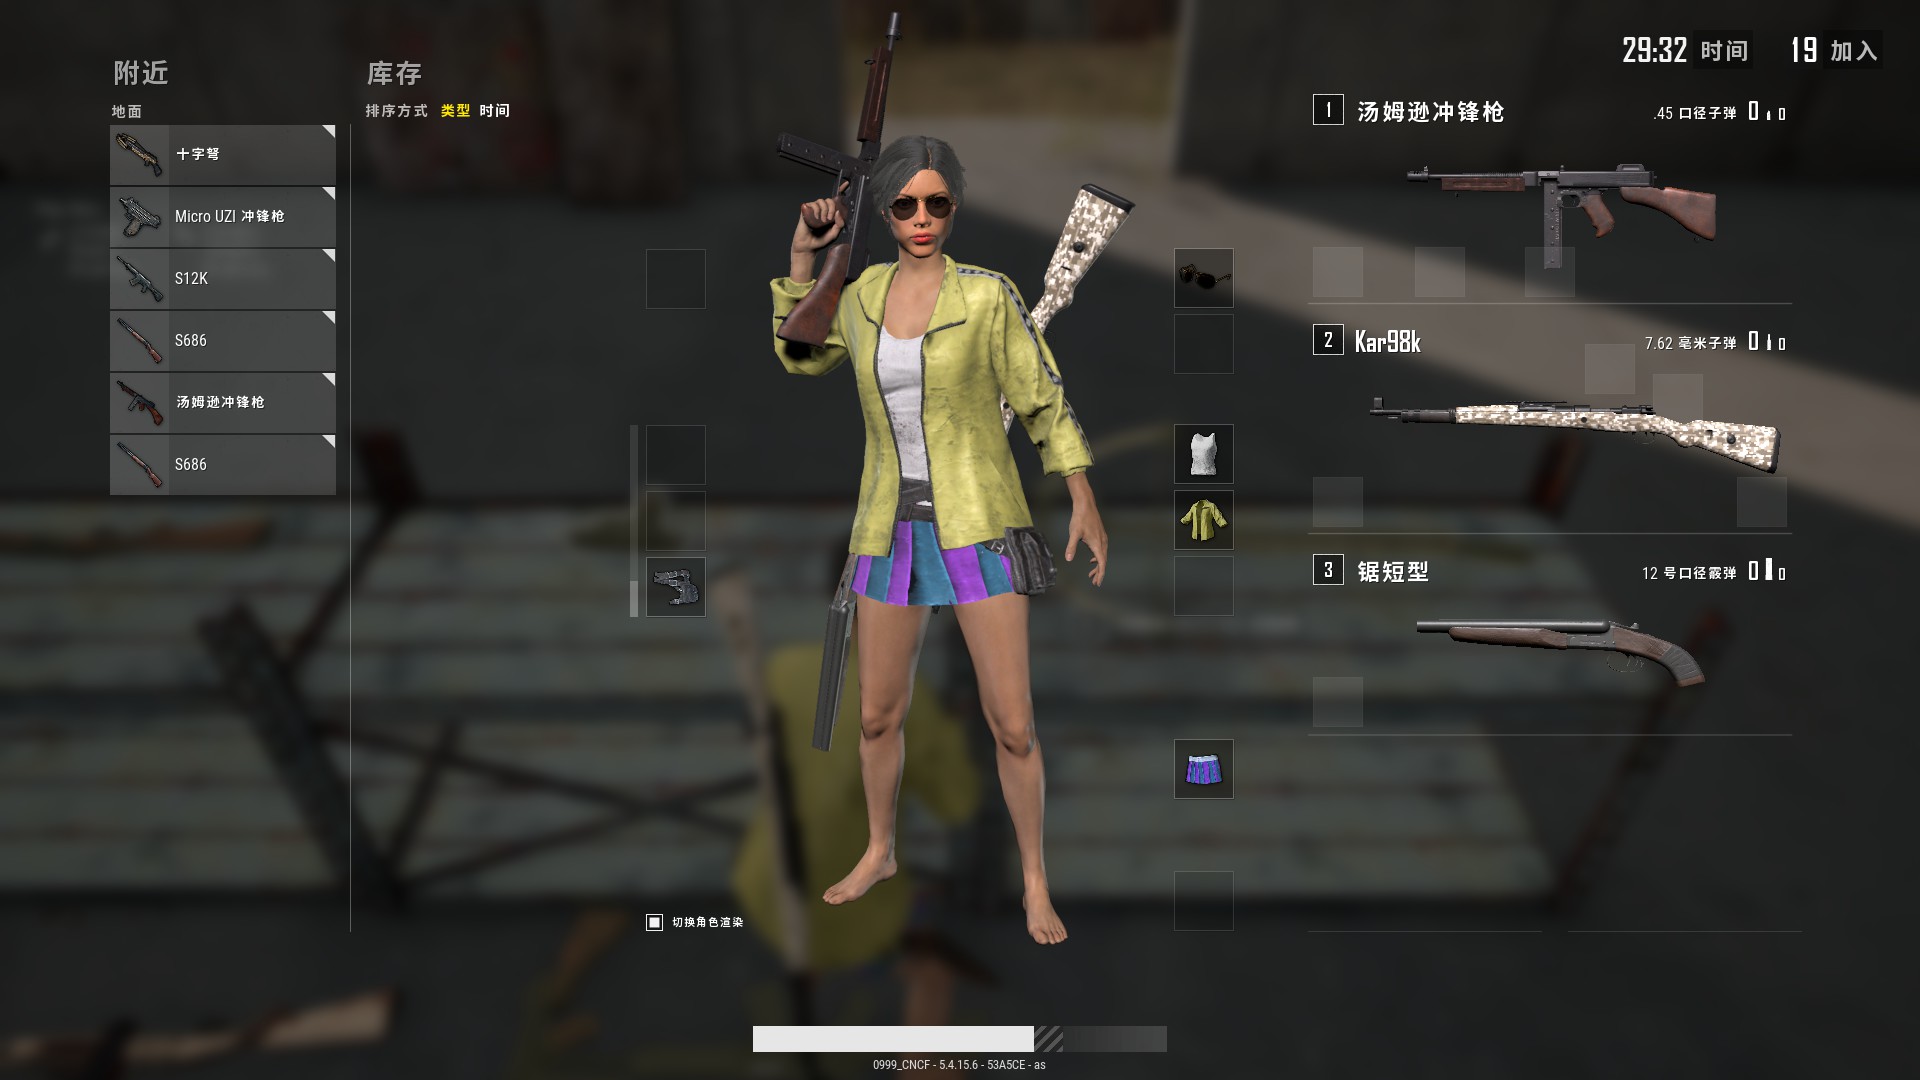 附近
地面
十字弩
Micro UZI 冲锋枪
S12K
S686
汤姆逊冲锋枪
S686
库存
排序方式 类型 时间
切换角色渲染
29:32 时间 19 加入
1 汤姆逊冲锋枪 .45 口径子弹 0 0
2 Kar98k 7.62 毫米子弹 0 0
3 锯短型 12 号口径霰弹 0 0
0999_CNCF - 5.4.15.6 - 53A5CE - as